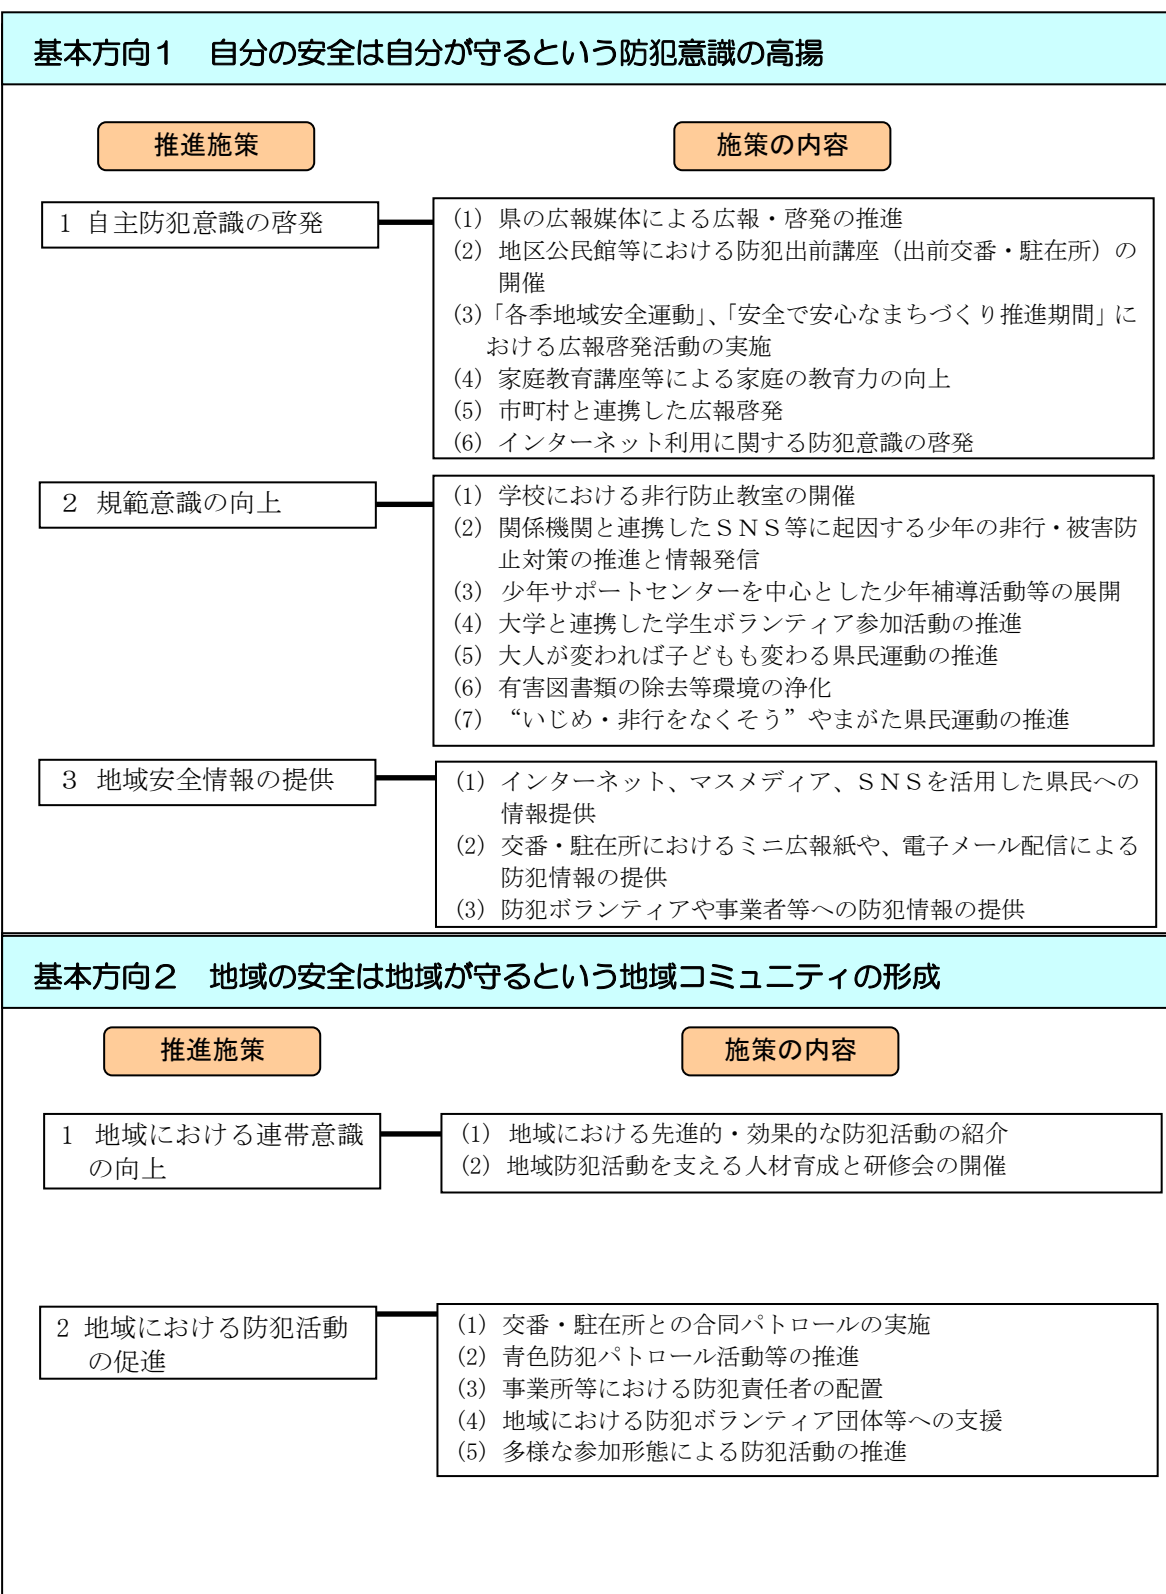 基本方向１　自分の安全は自分が守るという防犯意識の高揚
推進施策
施策の内容
1 自主防犯意識の啓発
(1) 県の広報媒体による広報・啓発の推進
(2) 地区公民館等における防犯出前講座（出前交番・駐在所）の
開催
(3)「各季地域安全運動」、「安全で安心なまちづくり推進期間」に
おける広報啓発活動の実施
(4) 家庭教育講座等による家庭の教育力の向上
(5) 市町村と連携した広報啓発
(6) インターネット利用に関する防犯意識の啓発
２ 規範意識の向上
(1) 学校における非行防止教室の開催
(2) 関係機関と連携したＳＮＳ等に起因する少年の非行・被害防
止対策の推進と情報発信
(3) 少年サポートセンターを中心とした少年補導活動等の展開
(4) 大学と連携した学生ボランティア参加活動の推進
(5) 大人が変われば子どもも変わる県民運動の推進
(6) 有害図書類の除去等環境の浄化
(7) “いじめ・非行をなくそう”やまがた県民運動の推進
３ 地域安全情報の提供
(1) インターネット、マスメディア、ＳＮＳを活用した県民への
情報提供
(2) 交番・駐在所におけるミニ広報紙や、電子メール配信による
防犯情報の提供
(3) 防犯ボランティアや事業者等への防犯情報の提供
基本方向２　地域の安全は地域が守るという地域コミュニティの形成
推進施策
施策の内容
1 地域における連帯意識
の向上
(1) 地域における先進的・効果的な防犯活動の紹介
(2) 地域防犯活動を支える人材育成と研修会の開催
2 地域における防犯活動
の促進
(1) 交番・駐在所との合同パトロールの実施
(2) 青色防犯パトロール活動等の推進
(3) 事業所等における防犯責任者の配置
(4) 地域における防犯ボランティア団体等への支援
(5) 多様な参加形態による防犯活動の推進